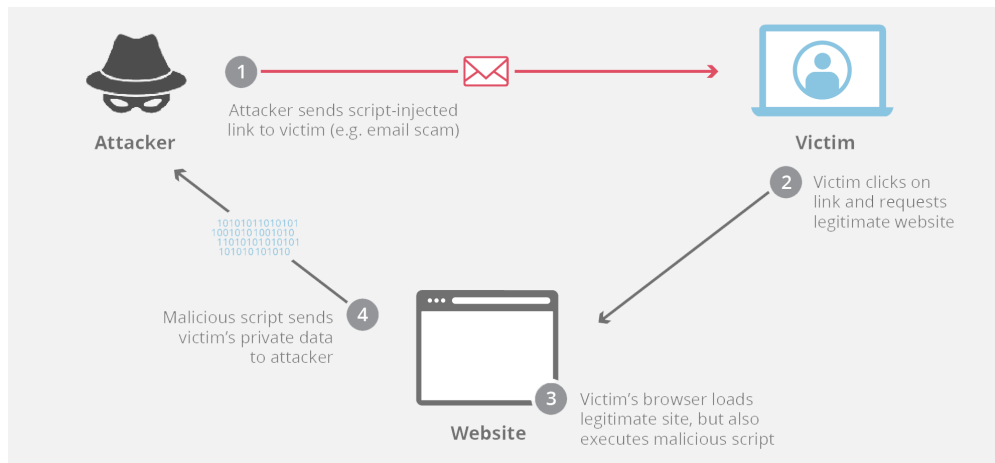 1
Attacker sends script-injected
link to victim (e.g. email scam)
Attacker
Victim
2
Victim clicks on
link and requests
legitimate website
10101011010101
10010101001010
11010101010101
101010101010
4
Malicious script sends
victim's private data
to attacker
3
Victim's browser loads
legitimate site, but also
executes malicious script
Website